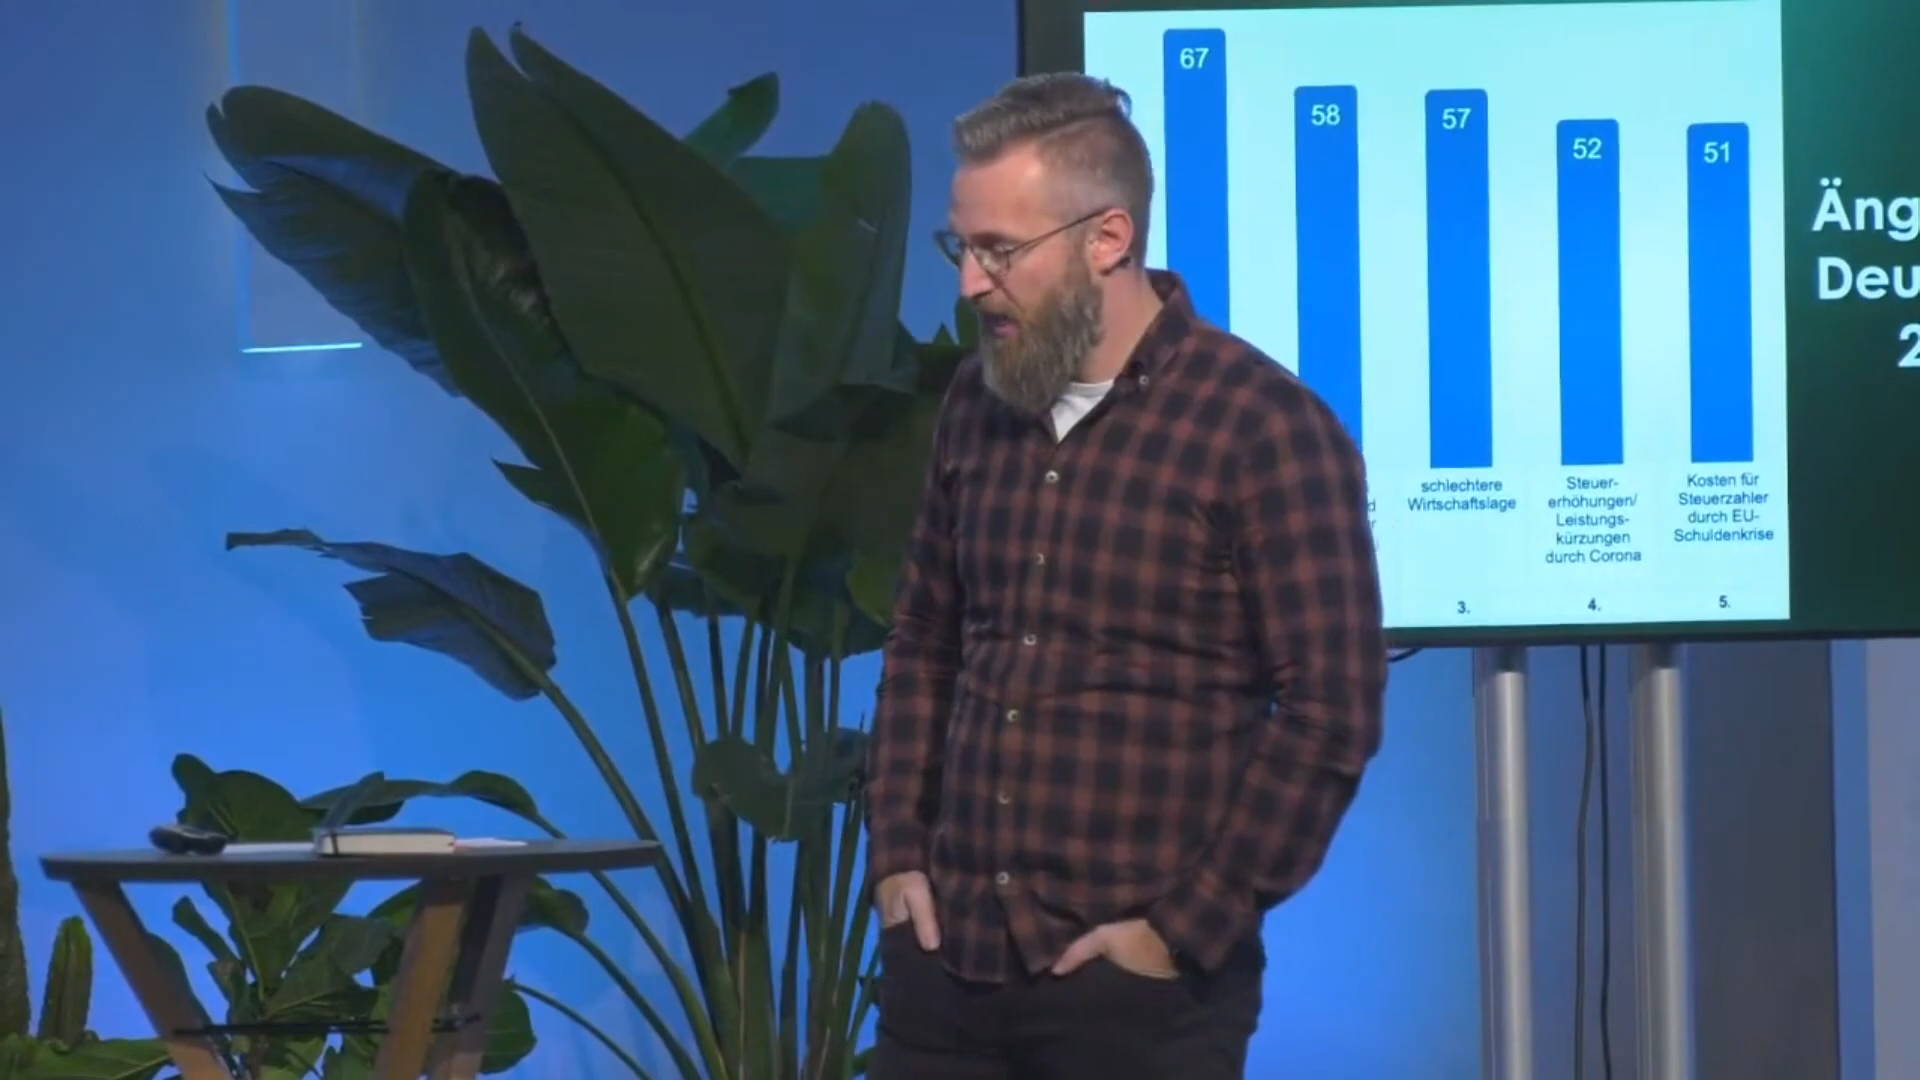 67
58
57
52
51
schlechtere
Wirtschaftslage
Steuer-
erhöhungen/
Leistungs-
kürzungen
durch Corona
Kosten für
Steuerzahler
durch EU-
Schuldenkrise
3.
4.
5.
Äng
Deu
2